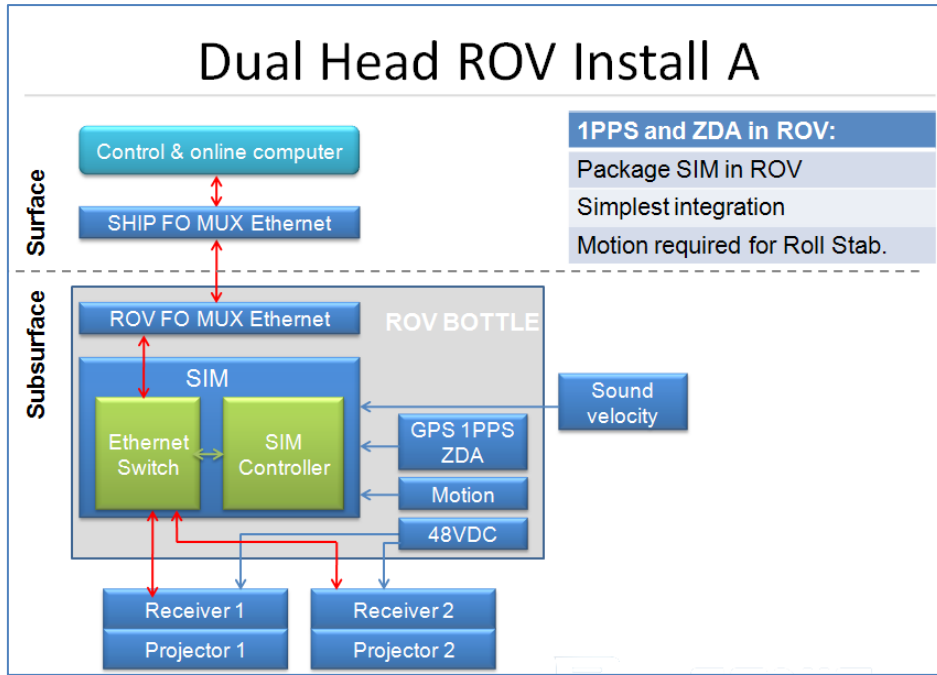 Dual Head ROV Install A
Control & online computer
SHIP FO MUX Ethernet
Surface
1PPS and ZDA in ROV:
Package SIM in ROV
Simplest integration
Motion required for Roll Stab.
Subsurface
ROV FO MUX Ethernet
ROV BOTTLE
SIM
Ethernet
Switch
SIM
Controller
Sound
velocity
GPS 1PPS
ZDA
Motion
48VDC
Receiver 1
Projector 1
Receiver 2
Projector 2